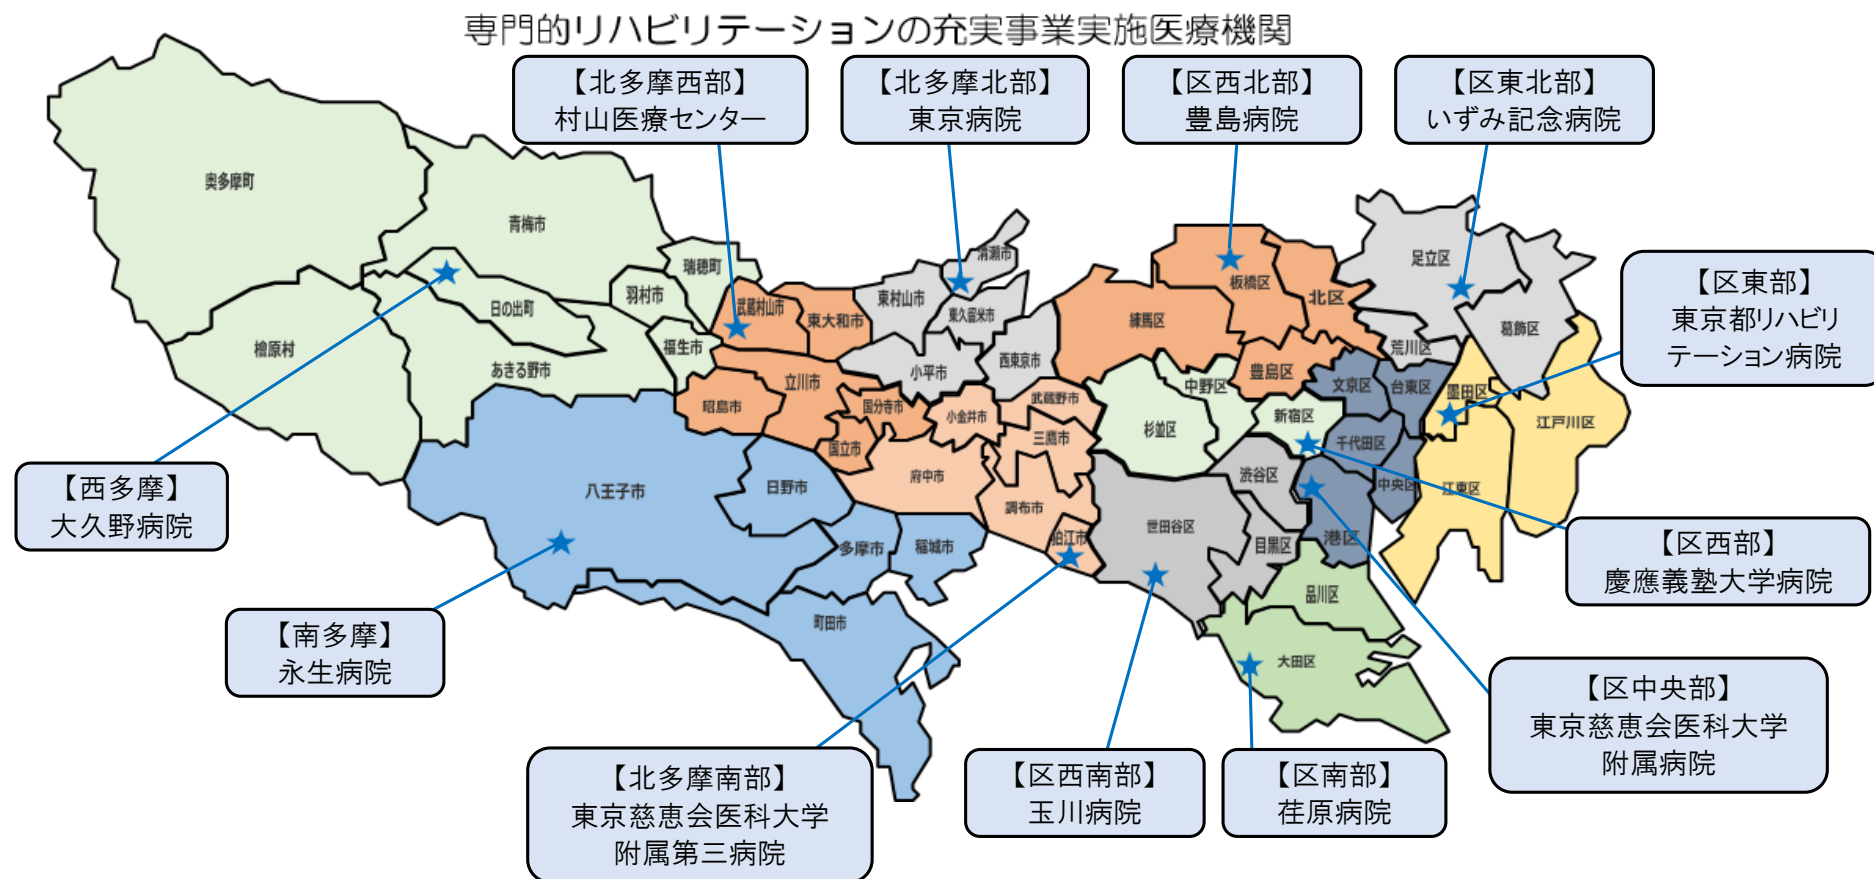 専門的リハビリテーションの充実事業実施医療機関
【北多摩西部】
村山医療センター
【北多摩北部】
東京病院
【区西北部】
豊島病院
【区東北部】
いずみ記念病院
【区東部】
東京都リハビリ
テーション病院
【区西部】
慶應義塾大学病院
【区中央部】
東京慈恵会医科大学
附属病院
【区南部】
荏原病院
【区西南部】
玉川病院
【北多摩南部】
東京慈恵会医科大学
附属第三病院
【南多摩】
永生病院
【西多摩】
大久野病院
奥多摩町
青梅市
瑞穂町
羽村市
日の出町
檜原村
あきる野市
福生市
武蔵村山市
東大和市
東村山市
清瀬市
東久留米市
西東京市
小平市
立川市
昭島市
国分寺市
国立市
小金井市
武蔵野市
三鷹市
府中市
調布市
狛江市
八王子市
日野市
多摩市
稲城市
町田市
練馬区
板橋区
北区
豊島区
中野区
杉並区
新宿区
文京区
台東区
千代田区
中央区
港区
渋谷区
目黒区
世田谷区
品川区
大田区
足立区
荒川区
葛飾区
墨田区
江東区
江戸川区